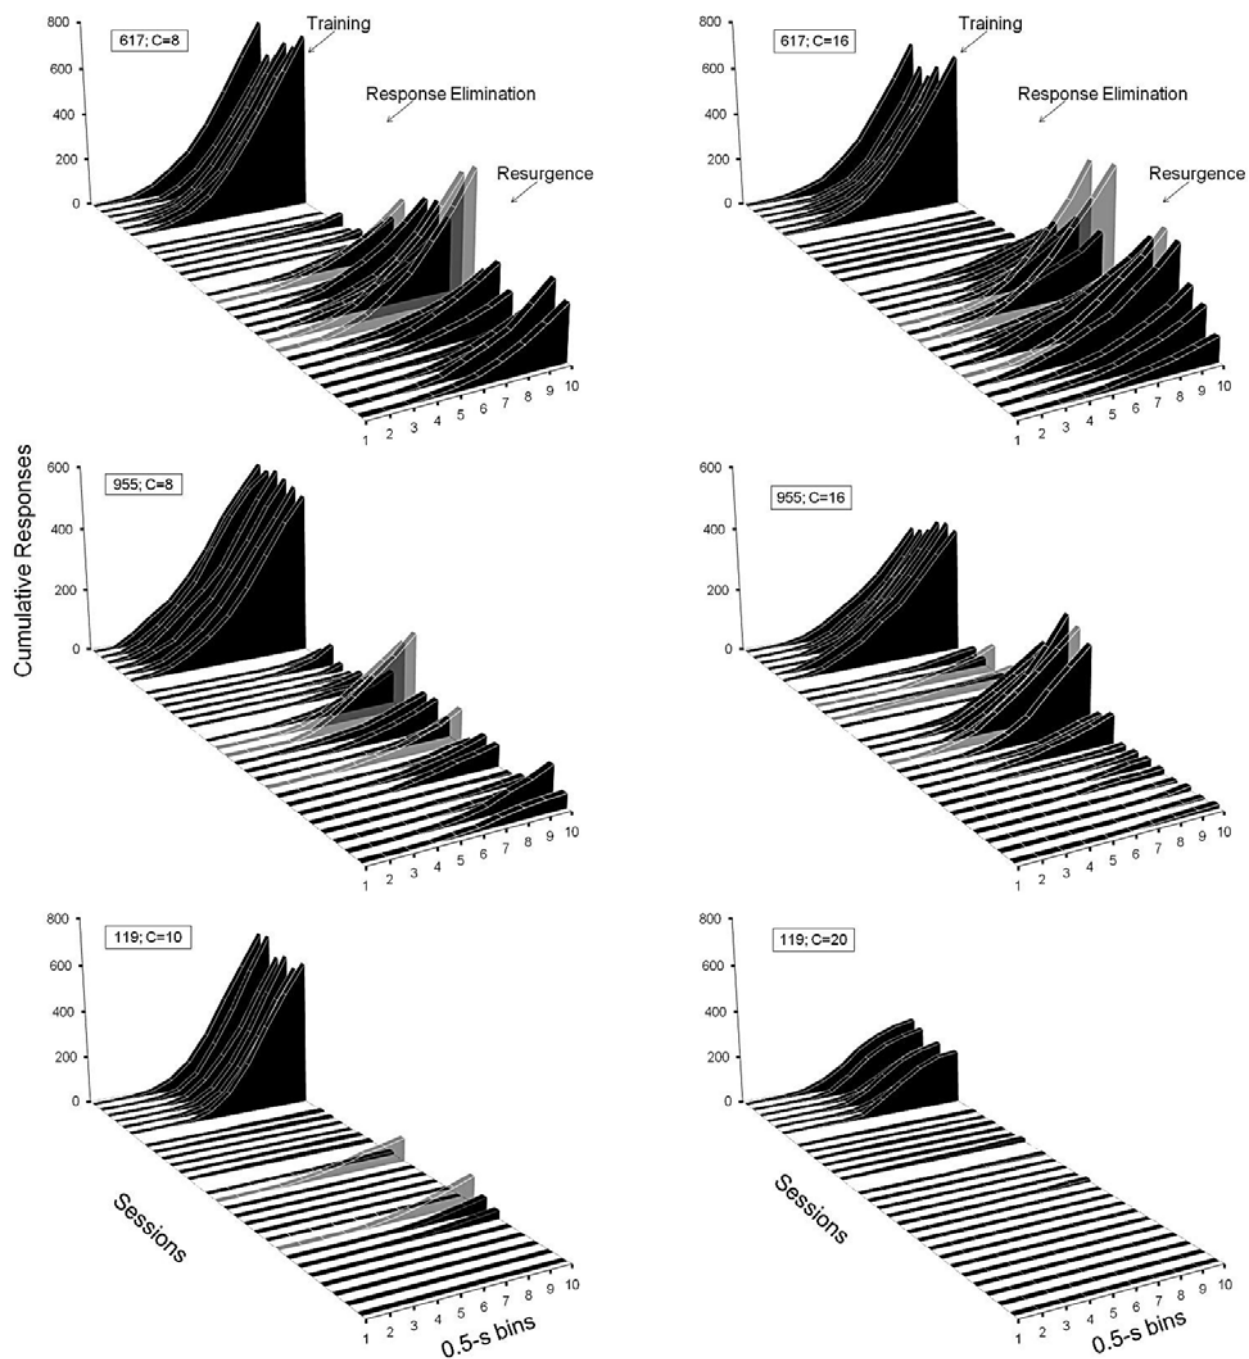 800
600
400
200
0
617; C=8
Training
Response Elimination
Resurgence
1 2 3 4 5 6 7 8 9 10
800
600
400
200
0
617; C=16
Training
Response Elimination
Resurgence
1 2 3 4 5 6 7 8 9 10
Cumulative Responses
600
400
200
0
955; C=8
1 2 3 4 5 6 7 8 9 10
600
400
200
0
955; C=16
1 2 3 4 5 6 7 8 9 10
800
600
400
200
0
119; C=10
Sessions
1 2 3 4 5 6 7 8 9 10
0.5-s bins
800
600
400
200
0
119; C=20
Sessions
1 2 3 4 5 6 7 8 9 10
0.5-s bins